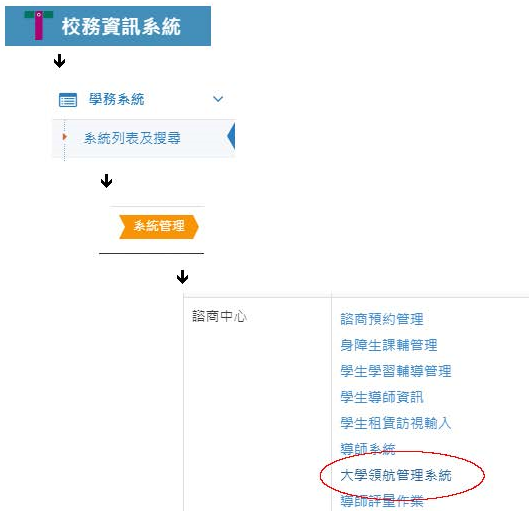 校務資訊系統
學務系統
系統列表及搜尋
系統管理
諮商中心
諮商預約管理
身障生課輔管理
學生學習輔導管理
學生導師資訊
學生租賃訪視輸入
導師系統
大學領航管理系統
導師評量作業